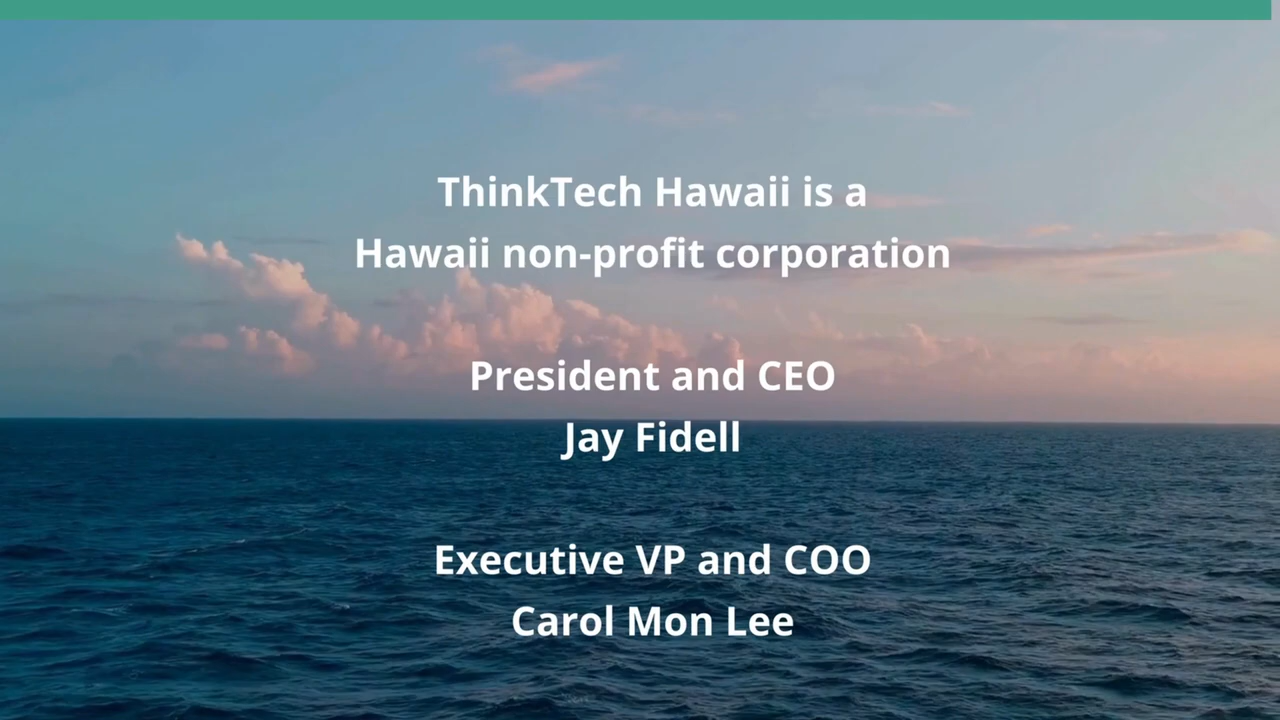 ThinkTech Hawaii is a
Hawaii non-profit corporation
President and CEO
Jay Fidell
Executive VP and COO
Carol Mon Lee